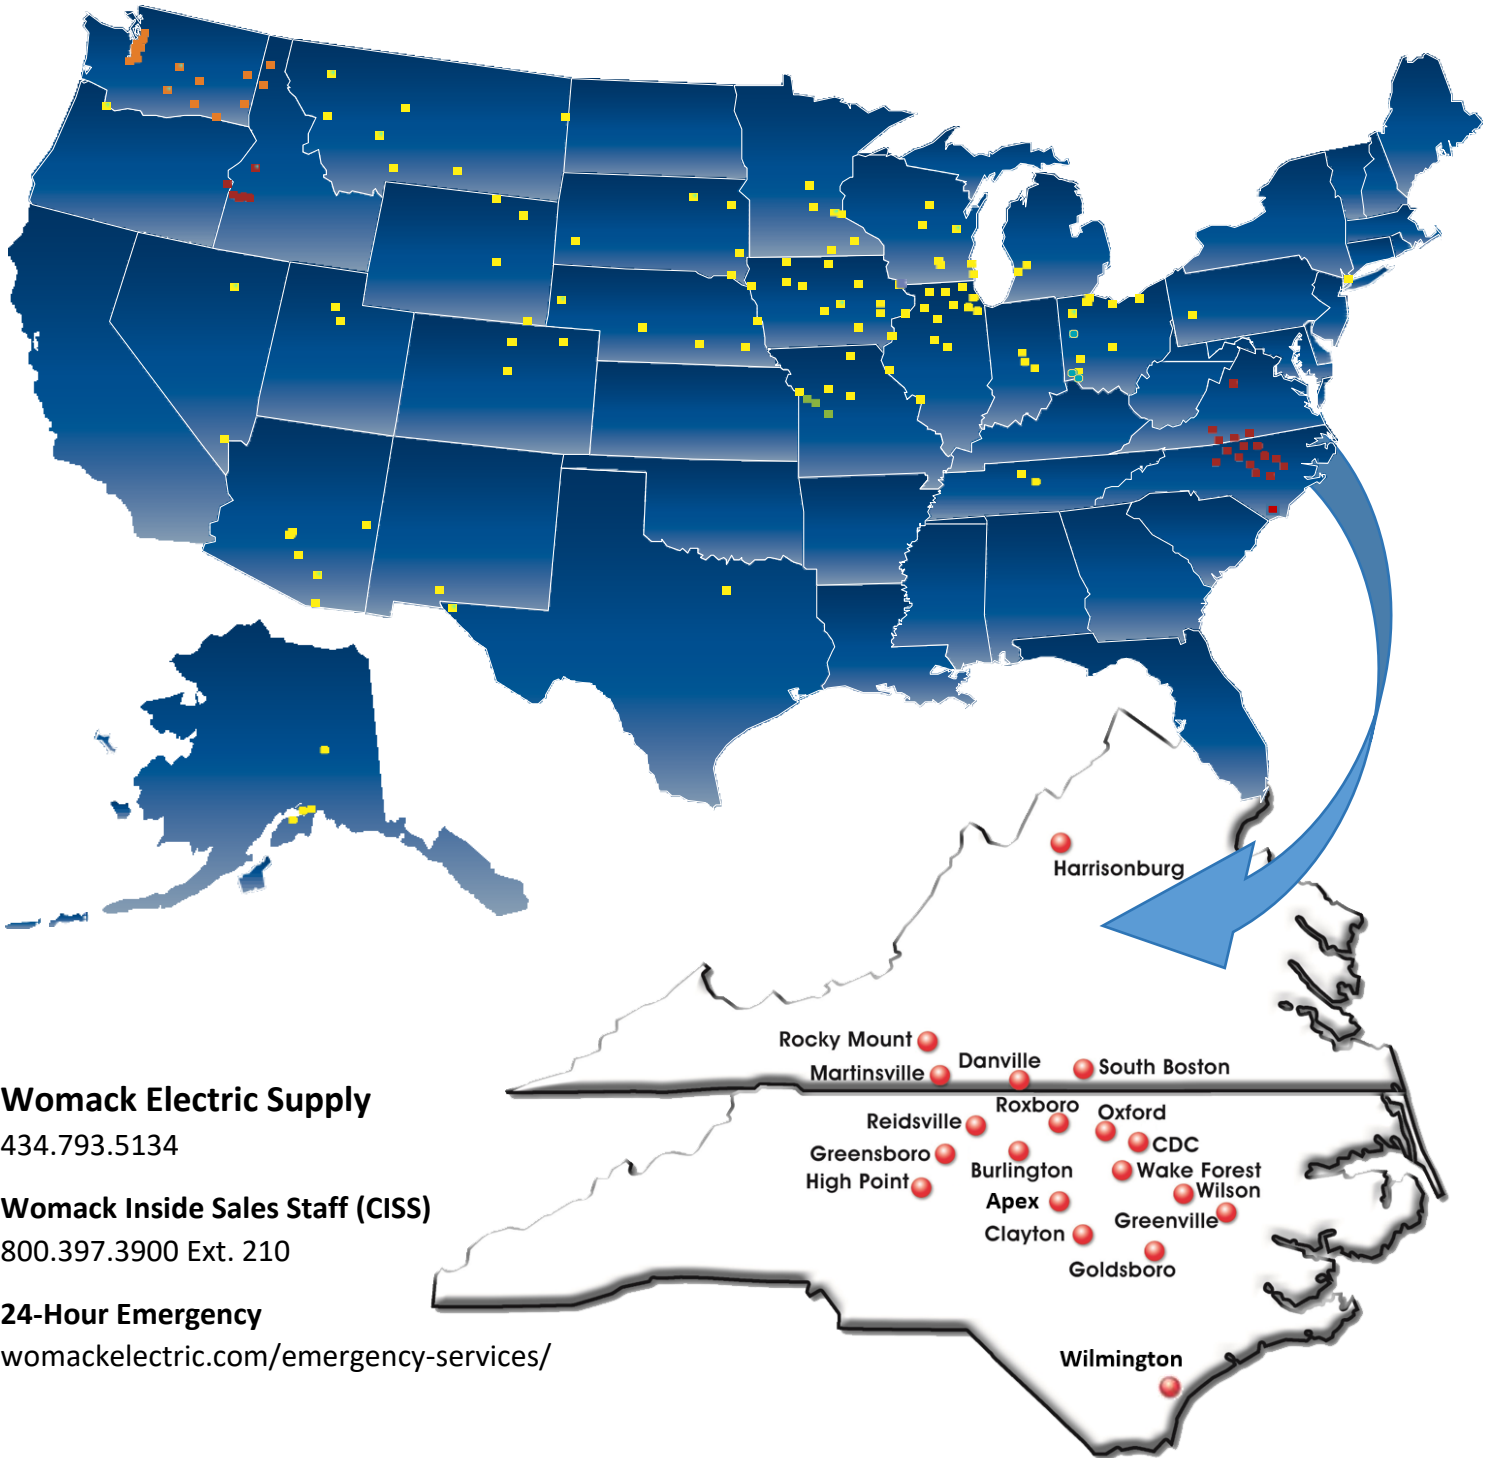 Harrisonburg
Rocky Mount
Danville
South Boston
Martinsville
Roxboro
Oxford
Reidsville
CDC
Greensboro
Burlington
Wake Forest
High Point
Wilson
Apex
Greenville
Clayton
Goldsboro
Wilmington
Womack Electric Supply
434.793.5134
Womack Inside Sales Staff (CISS)
800.397.3900 Ext. 210
24-Hour Emergency
womackelectric.com/emergency-services/